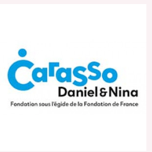 Carasso
Daniel & Nina
Fondation sous l'égide de la Fondation de France